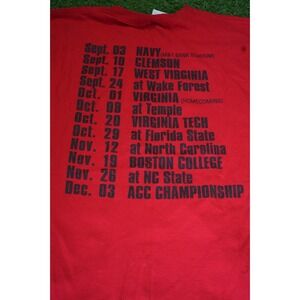 Sept. 03 NAVY (M&T BANK STADIUM)
Sept. 10 CLEMSON
Sept. 17 WEST VIRGINIA
Sept. 24 at Wake Forest
Oct. 01 VIRGINIA (HOMECOMING)
Oct. 08 at Temple
Oct. 20 VIRGINIA TECH
Oct. 29 at Florida State
Nov. 12 at North Carolina
Nov. 19 BOSTON COLLEGE
Nov. 26 at NC State
Dec. 03 ACC CHAMPIONSHIP